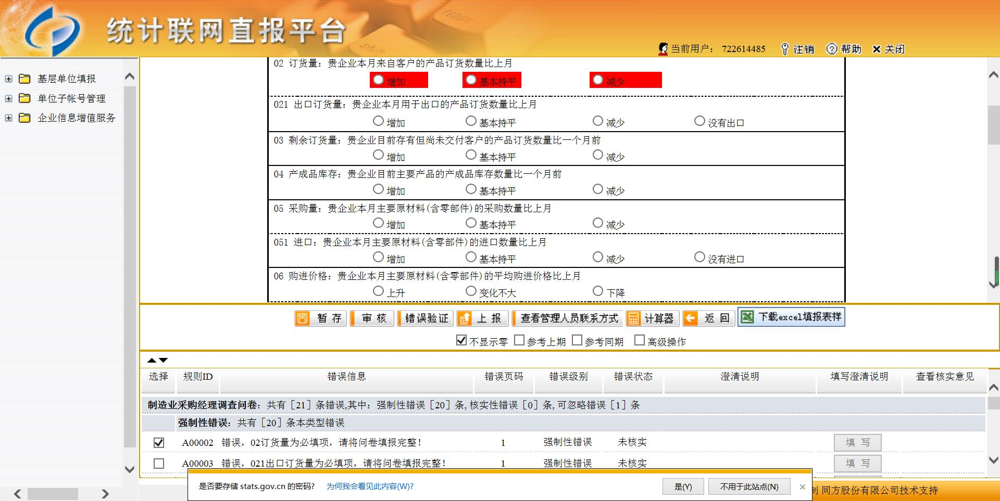 统计联网直报平台
当前用户： 722614485 注销 帮助 关闭
基层单位填报
单位子帐号管理
企业信息增值服务
02 订货量：贵企业本月来自客户的产品订货数量比上月
增加 基本持平 减少
021 出口订货量：贵企业本月用于出口的产品订货数量比上月
增加 基本持平 减少 没有出口
03 剩余订货量：贵企业目前存有但尚未交付客户的产品订货数量比一个月前
增加 基本持平 减少
04 产成品库存：贵企业目前主要产品的产成品库存数量比一个月前
增加 基本持平 减少
05 采购量：贵企业本月主要原材料(含零部件)的采购数量比上月
增加 基本持平 减少
051 进口：贵企业本月主要原材料(含零部件)的进口数量比上月
增加 基本持平 减少 没有进口
06 购进价格：贵企业本月主要原材料(含零部件)的平均购进价格比上月
上升 变化不大 下降
暂 存 审 核 错误验证 上 报 查看管理人员联系方式 计算器 返 回 下载excel填报表样
不显示零 参考上期 参考同期 高级操作
选择 规则ID 错误信息 错误页码 错误级别 错误状态 澄清说明 填写澄清说明 查看核实意见
制造业采购经理调查问卷：共有［21］条错误,其中：强制性错误［20］条, 核实性错误［0］条, 可忽略错误［1］条
强制性错误：共有［20］条本类型错误
A00002 错误，02订货量为必填项，请将问卷填报完整！ 1 强制性错误 未核实 填 写
A00003 错误，021出口订货量为必填项，请将问卷填报完整！ 1 强制性错误 未核实 填 写
是否要存储 stats.gov.cn 的密码? 为何我会看见此内容(W)? 是(Y) 不用于此站点(N) ×
制 同方股份有限公司技术支持